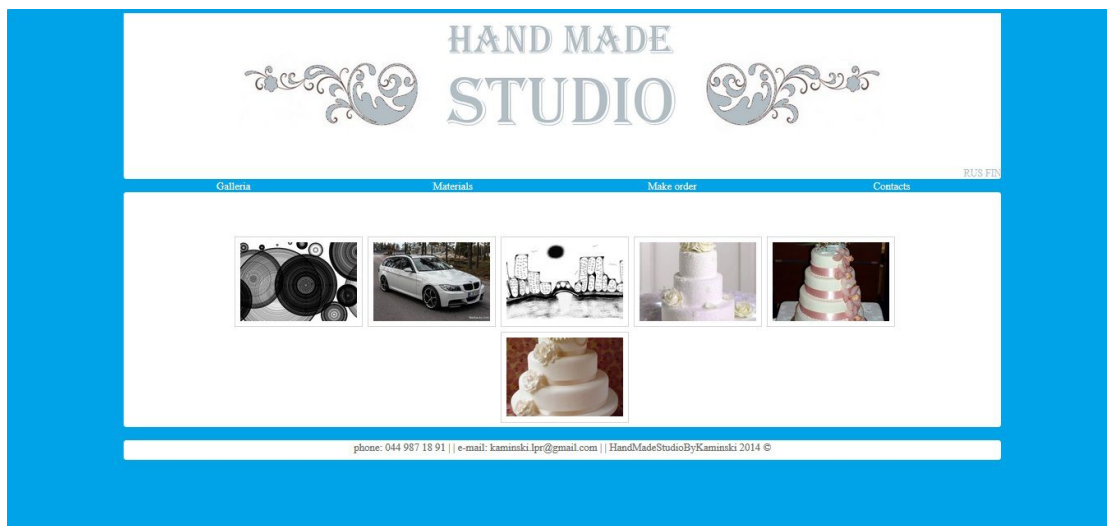 HAND MADE
STUDIO
RUS FIN
Galleria Materials Make order Contacts
phone: 044 987 18 91 | | e-mail: kaminski.lpr@gmail.com | | HandMadeStudioByKaminski 2014 ©